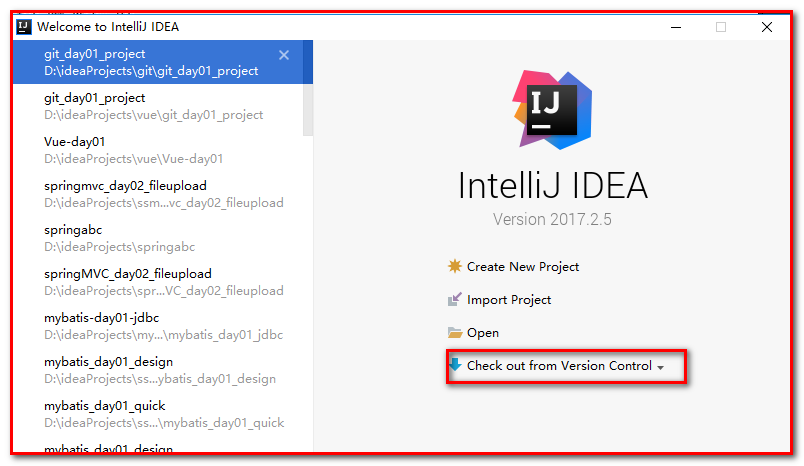 Welcome to IntelliJ IDEA
git_day01_project
D:\ideaProjects\git\git_day01_project
git_day01_project
D:\ideaProjects\vue\git_day01_project
Vue-day01
D:\ideaProjects\vue\Vue-day01
springmvc_day02_fileupload
D:\ideaProjects\ssm...vc_day02_fileupload
springabc
D:\ideaProjects\springabc
springMVC_day02_fileupload
D:\ideaProjects\spr...VC_day02_fileupload
mybatis-day01-jdbc
D:\ideaProjects\my...\mybatis_day01_jdbc
mybatis_day01_design
D:\ideaProjects\ss...ybatis_day01_design
mybatis_day01_quick
D:\ideaProjects\ss...\mybatis_day01_quick
mybatis_day01_design
IJ
IntelliJ IDEA
Version 2017.2.5
Create New Project
Import Project
Open
Check out from Version Control